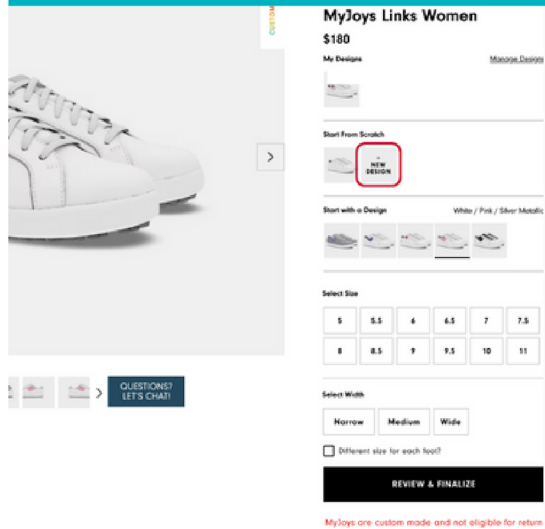 CUSTOM
MyJoys Links Women
$180
My Designs
Manage Designs
Start From Scratch
+
NEW
DESIGN
Start with a Design
White / Pink / Silver Metallic
Select Size
5 5.5 6 6.5 7 7.5
8 8.5 9 9.5 10 11
QUESTIONS?
LET'S CHAT!
Select Width
Narrow Medium Wide
Different size for each foot?
REVIEW & FINALIZE
MyJoys are custom made and not eligible for return